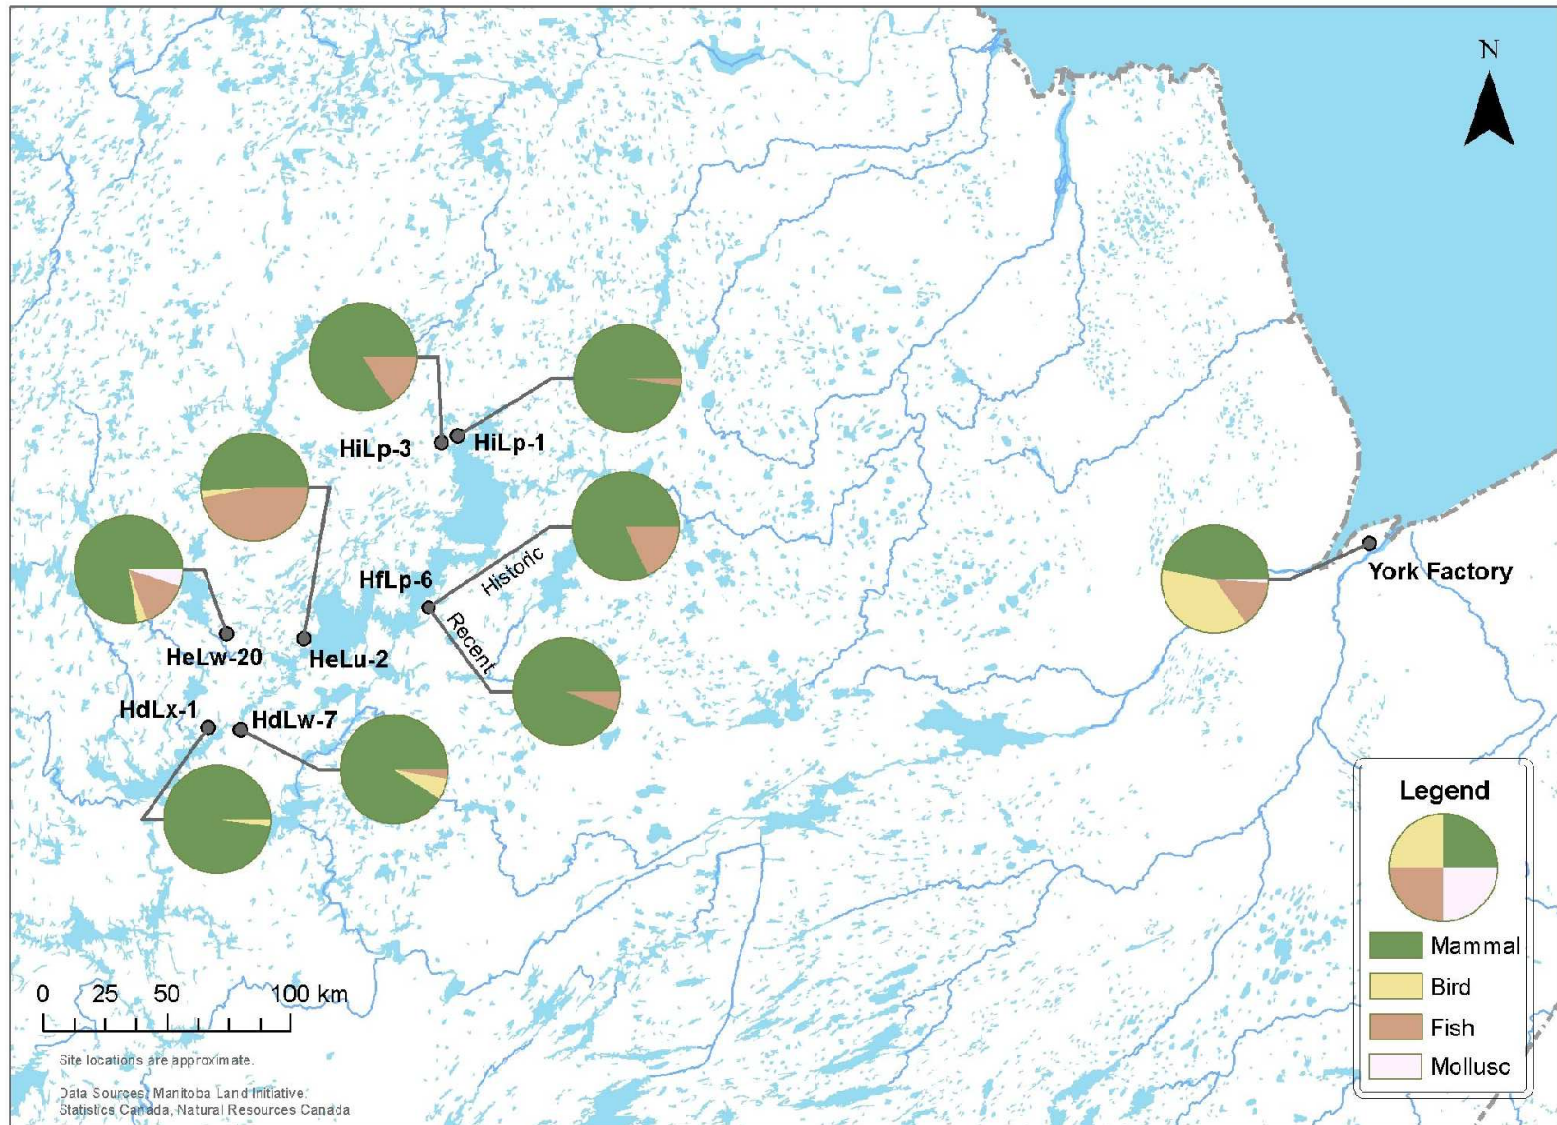 N
HiLp-3
HiLp-1
HfLp-6
Historic
Recent
York Factory
HeLw-20
HeLu-2
HdLx-1
HdLw-7
Legend
Mammal
Bird
Fish
Mollusc
0 25 50 100 km
Site locations are approximate.
Data Sources: Manitoba Land Initiative
Statistics Canada, Natural Resources Canada